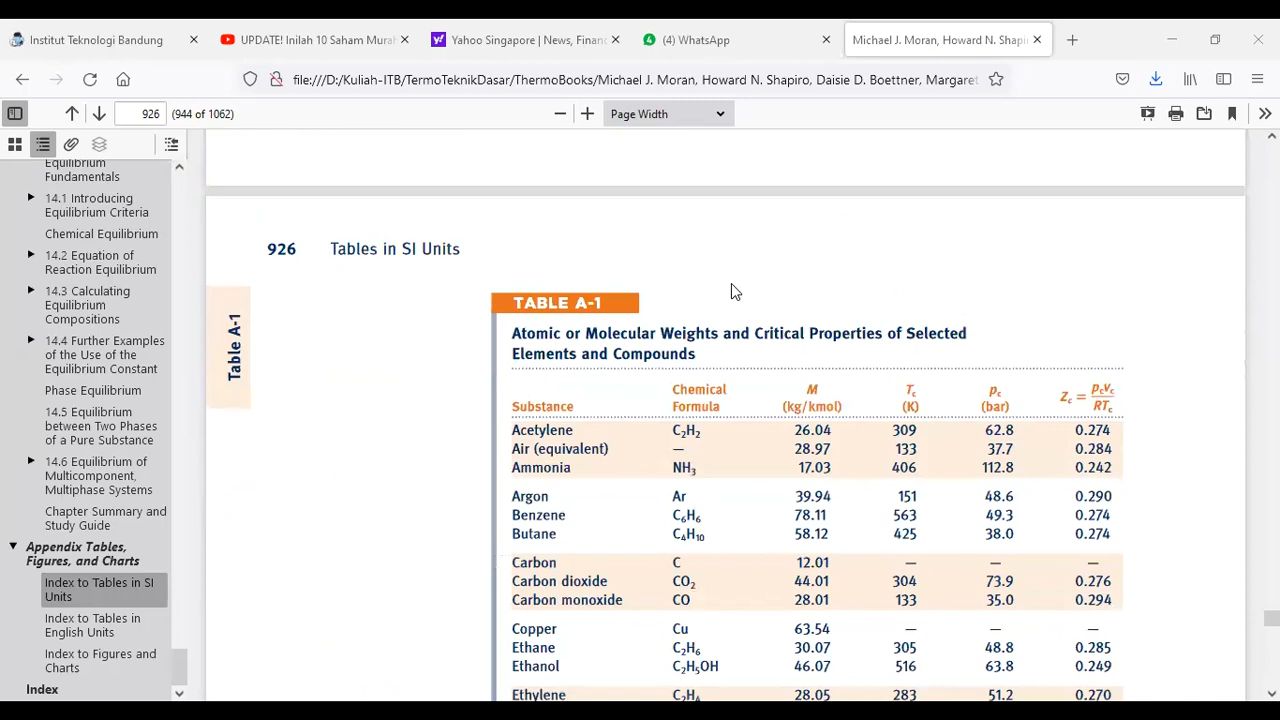 Institut Teknologi Bandung
UPDATE! Inilah 10 Saham Mura
Yahoo Singapore | News, Financ
(4) WhatsApp
Michael J. Moran, Howard N. Shapi
file:///D:/Kuliah-ITB/TermoTeknikDasar/ThermoBooks/Michael J. Moran, Howard N. Shapiro, Daisie D. Boettner, Margaret
926 (944 of 1062)
Page Width
Equilibrium
Fundamentals
14.1 Introducing
Equilibrium Criteria
Chemical Equilibrium
14.2 Equation of
Reaction Equilibrium
14.3 Calculating
Equilibrium
Compositions
14.4 Further Examples
of the Use of the
Equilibrium Constant
Phase Equilibrium
14.5 Equilibrium
between Two Phases
of a Pure Substance
14.6 Equilibrium of
Multicomponent,
Multiphase Systems
Chapter Summary and
Study Guide
Appendix Tables,
Figures, and Charts
Index to Tables in SI
Units
Index to Tables in
English Units
Index to Figures and
Charts
Index
926 Tables in SI Units
Table A-1
TABLE A-1
Atomic or Molecular Weights and Critical Properties of Selected
Elements and Compounds
Substance Chemical Formula M (kg/kmol) Tc (K) pc (bar) Zc = pcvc / RTc
Acetylene C₂H₂ 26.04 309 62.8 0.274
Air (equivalent) — 28.97 133 37.7 0.284
Ammonia NH₃ 17.03 406 112.8 0.242
Argon Ar 39.94 151 48.6 0.290
Benzene C₆H₆ 78.11 563 49.3 0.274
Butane C₄H₁₀ 58.12 425 38.0 0.274
Carbon C 12.01 — — —
Carbon dioxide CO₂ 44.01 304 73.9 0.276
Carbon monoxide CO 28.01 133 35.0 0.294
Copper Cu 63.54 — — —
Ethane C₂H₆ 30.07 305 48.8 0.285
Ethanol C₂H₅OH 46.07 516 63.8 0.249
Ethylene C₂H₄ 28.05 283 51.2 0.270